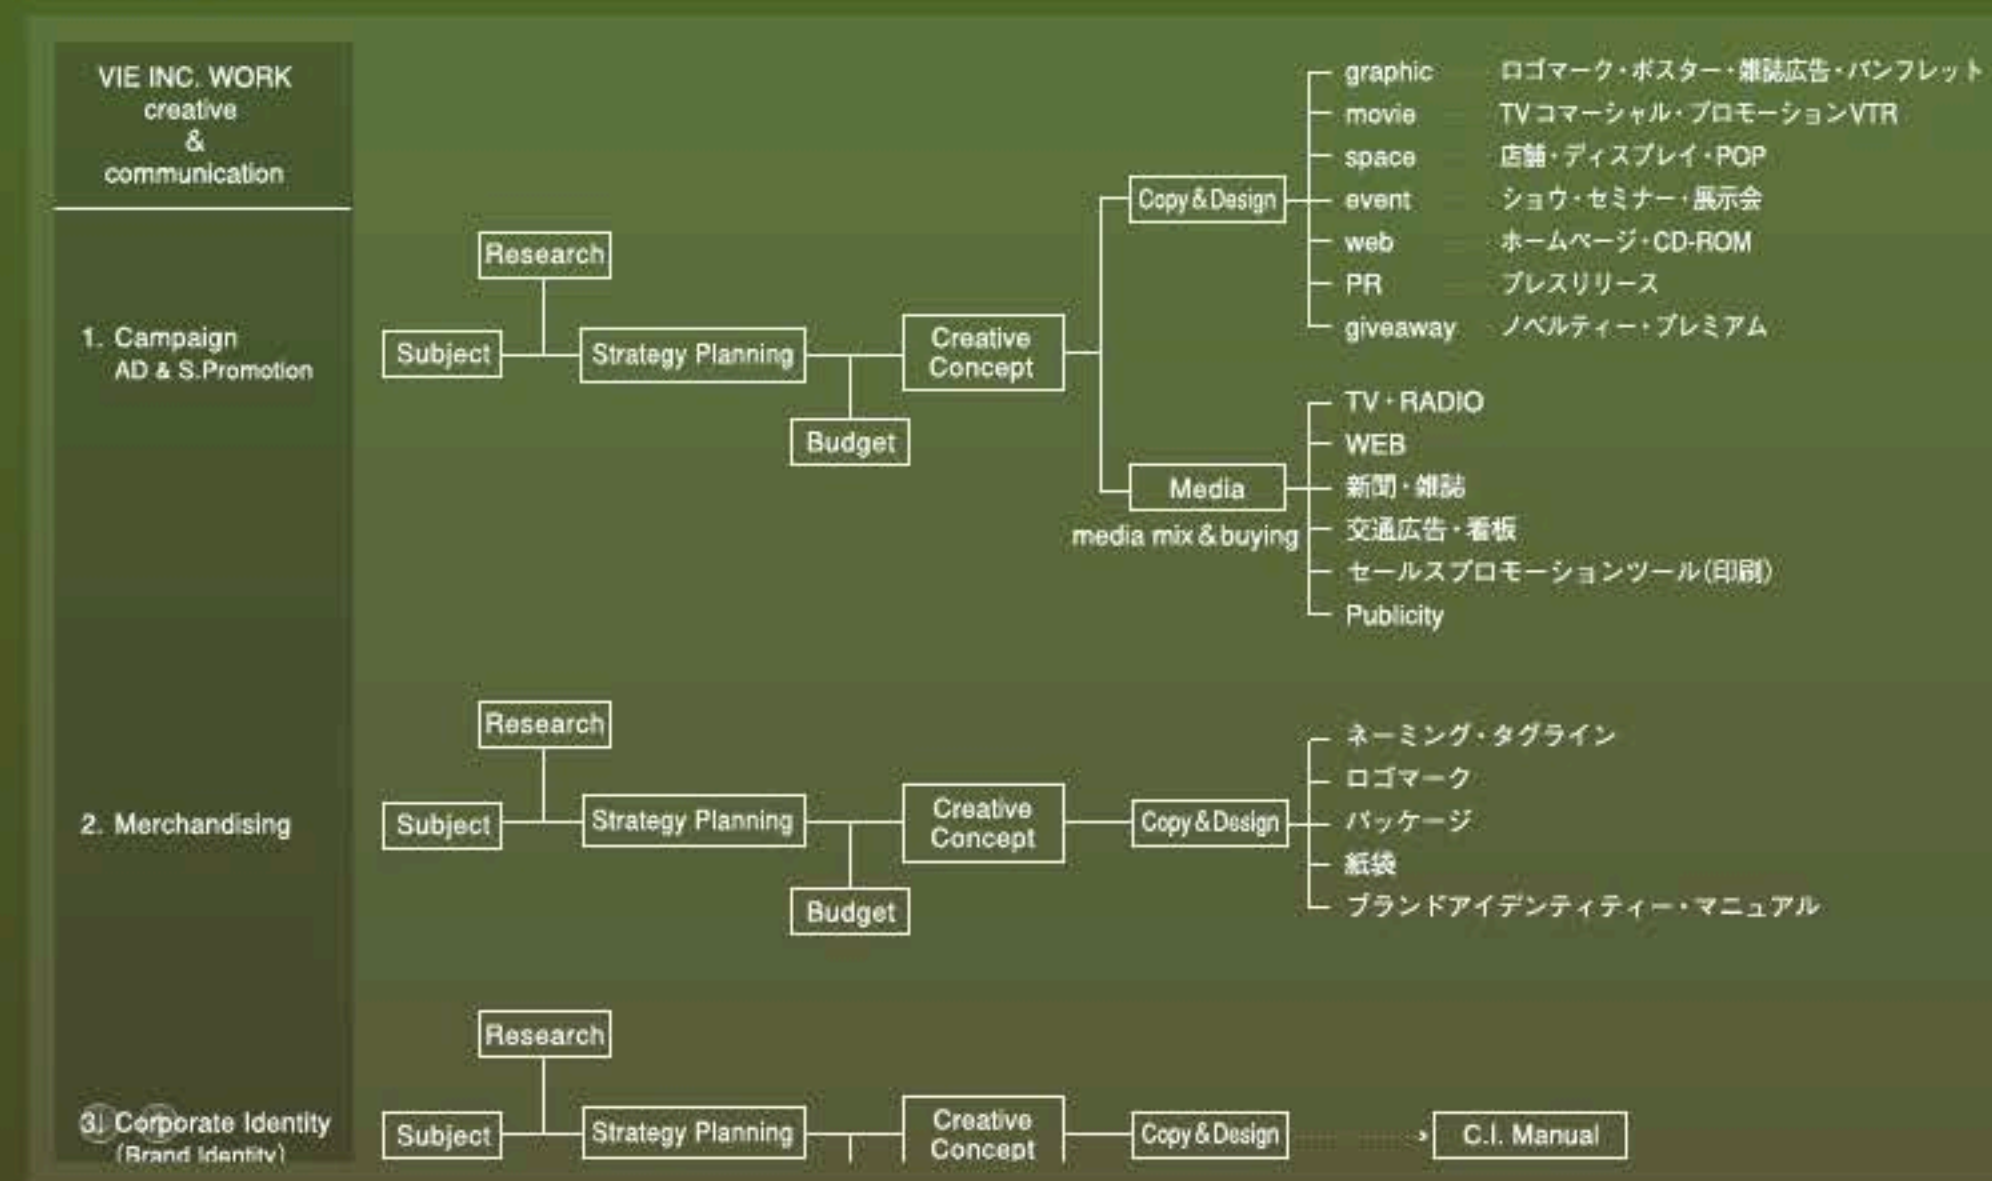 VIE INC. WORK
creative
&
communication
1. Campaign
AD & S.Promotion
Research
Subject
Strategy Planning
Budget
Creative
Concept
Copy & Design
graphic ロゴマーク・ポスター・雑誌広告・パンフレット
movie TVコマーシャル・プロモーションVTR
space 店舗・ディスプレイ・POP
event ショウ・セミナー・展示会
web ホームページ・CD-ROM
PR プレスリリース
giveaway ノベルティー・プレミアム
Media
media mix & buying
TV・RADIO
WEB
新聞・雑誌
交通広告・看板
セールスプロモーションツール(印刷)
Publicity
2. Merchandising
Research
Subject
Strategy Planning
Budget
Creative
Concept
Copy & Design
ネーミング・タグライン
ロゴマーク
パッケージ
紙袋
ブランドアイデンティティー・マニュアル
3. Corporate Identity
(Brand Identity)
Research
Subject
Strategy Planning
Creative
Concept
Copy & Design
C.I. Manual